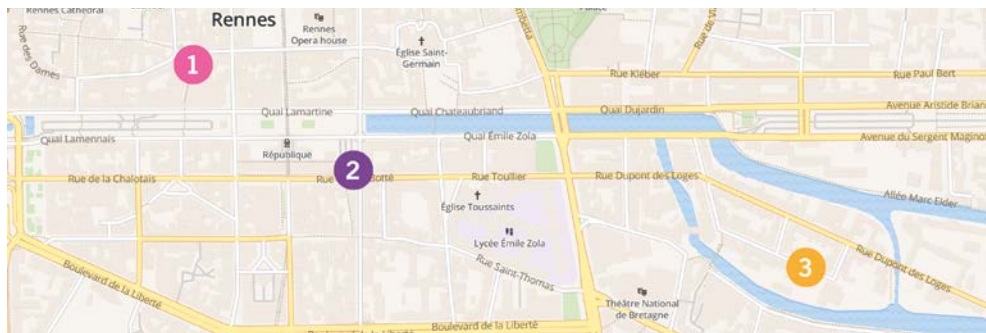 Rennes Cathedral
Rennes
Rennes
Opera house
Rue des Dames
1
Église Saint-
Germain
Rue Kléber
Rue Paul Bert
Quai Lamartine
Quai Chateaubriand
Quai Dujardin
Avenue Aristide Brian
Quai Lamennais
Quai Émile Zola
Avenue du Sergent Maginot
République
2
Rue de la Chalotais
Rue
otté
Rue Toullier
Rue Dupont des Loges
Allée Marc Elder
Église Toussaints
Lycée Émile Zola
Rue Saint-Thomas
Boulevard de la Liberté
3
Rue Dupont des Loges
Théâtre National
de Bretagne
Boulevard de la Liberté